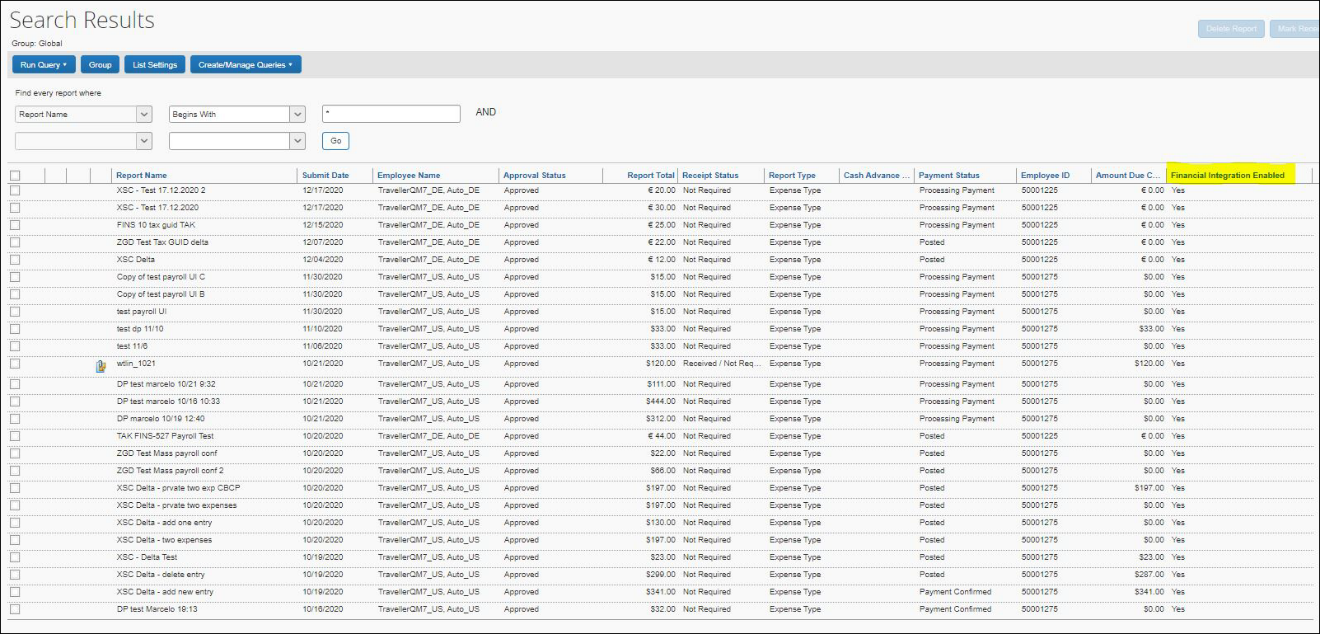 Search Results
Delete Report Mark Rece
Group: Global
Run Query Group List Settings Create/Manage Queries
Find every report where
Report Name Begins With * AND
Go
Report Name Submit Date Employee Name Approval Status Report Total Receipt Status Report Type Cash Advance ... Payment Status Employee ID Amount Due C... Financial Integration Enabled
XSC - Test 17.12.2020 2 12/17/2020 TravellerQM7_DE, Auto_DE Approved € 20.00 Not Required Expense Type Processing Payment 50001225 € 0.00 Yes
XSC - Test 17.12.2020 12/17/2020 TravellerQM7_DE, Auto_DE Approved € 30.00 Not Required Expense Type Processing Payment 50001225 € 0.00 Yes
FINS 10 tax guid TAK 12/15/2020 TravellerQM7_DE, Auto_DE Approved € 25.00 Not Required Expense Type Processing Payment 50001225 € 0.00 Yes
ZGD Test Tax GUID delta 12/07/2020 TravellerQM7_DE, Auto_DE Approved € 22.00 Not Required Expense Type Posted 50001225 € 0.00 Yes
XSC Delta 12/04/2020 TravellerQM7_DE, Auto_DE Approved € 12.00 Not Required Expense Type Posted 50001225 € 0.00 Yes
Copy of test payroll UI C 11/30/2020 TravellerQM7_US, Auto_US Approved $15.00 Not Required Expense Type Processing Payment 50001275 $0.00 Yes
Copy of test payroll UI B 11/30/2020 TravellerQM7_US, Auto_US Approved $15.00 Not Required Expense Type Processing Payment 50001275 $0.00 Yes
test payroll UI 11/30/2020 TravellerQM7_US, Auto_US Approved $15.00 Not Required Expense Type Processing Payment 50001275 $0.00 Yes
test dp 11/10 11/10/2020 TravellerQM7_US, Auto_US Approved $33.00 Not Required Expense Type Processing Payment 50001275 $33.00 Yes
test 11/6 11/06/2020 TravellerQM7_US, Auto_US Approved $33.00 Not Required Expense Type Processing Payment 50001275 $0.00 Yes
wtlin_1021 10/21/2020 TravellerQM7_US, Auto_US Approved $120.00 Received / Not Req... Expense Type Processing Payment 50001275 $120.00 Yes
DP test marcelo 10/21 9:32 10/21/2020 TravellerQM7_US, Auto_US Approved $111.00 Not Required Expense Type Processing Payment 50001275 $0.00 Yes
DP test marcelo 10/16 10:33 10/21/2020 TravellerQM7_US, Auto_US Approved $444.00 Not Required Expense Type Processing Payment 50001275 $0.00 Yes
DP marcelo 10/19 12:40 10/21/2020 TravellerQM7_US, Auto_US Approved $312.00 Not Required Expense Type Processing Payment 50001275 $0.00 Yes
TAK FINS-527 Payroll Test 10/20/2020 TravellerQM7_DE, Auto_DE Approved € 44.00 Not Required Expense Type Posted 50001225 € 0.00 Yes
ZGD Test Mass payroll conf 10/20/2020 TravellerQM7_US, Auto_US Approved $22.00 Not Required Expense Type Posted 50001275 $0.00 Yes
ZGD Test Mass payroll conf 2 10/20/2020 TravellerQM7_US, Auto_US Approved $66.00 Not Required Expense Type Posted 50001275 $0.00 Yes
XSC Delta - private two exp CBCP 10/20/2020 TravellerQM7_US, Auto_US Approved $197.00 Not Required Expense Type Posted 50001275 $197.00 Yes
XSC Delta - private two expenses 10/20/2020 TravellerQM7_US, Auto_US Approved $197.00 Not Required Expense Type Posted 50001275 $0.00 Yes
XSC Delta - add one entry 10/20/2020 TravellerQM7_US, Auto_US Approved $130.00 Not Required Expense Type Posted 50001275 $0.00 Yes
XSC Delta - two expenses 10/20/2020 TravellerQM7_US, Auto_US Approved $197.00 Not Required Expense Type Posted 50001275 $0.00 Yes
XSC - Delta Test 10/19/2020 TravellerQM7_US, Auto_US Approved $23.00 Not Required Expense Type Posted 50001275 $23.00 Yes
XSC Delta - delete entry 10/19/2020 TravellerQM7_US, Auto_US Approved $299.00 Not Required Expense Type Posted 50001275 $287.00 Yes
XSC Delta - add new entry 10/19/2020 TravellerQM7_US, Auto_US Approved $341.00 Not Required Expense Type Payment Confirmed 50001275 $341.00 Yes
DP test Marcelo 19:13 10/16/2020 TravellerQM7_US, Auto_US Approved $32.00 Not Required Expense Type Payment Confirmed 50001275 $0.00 Yes